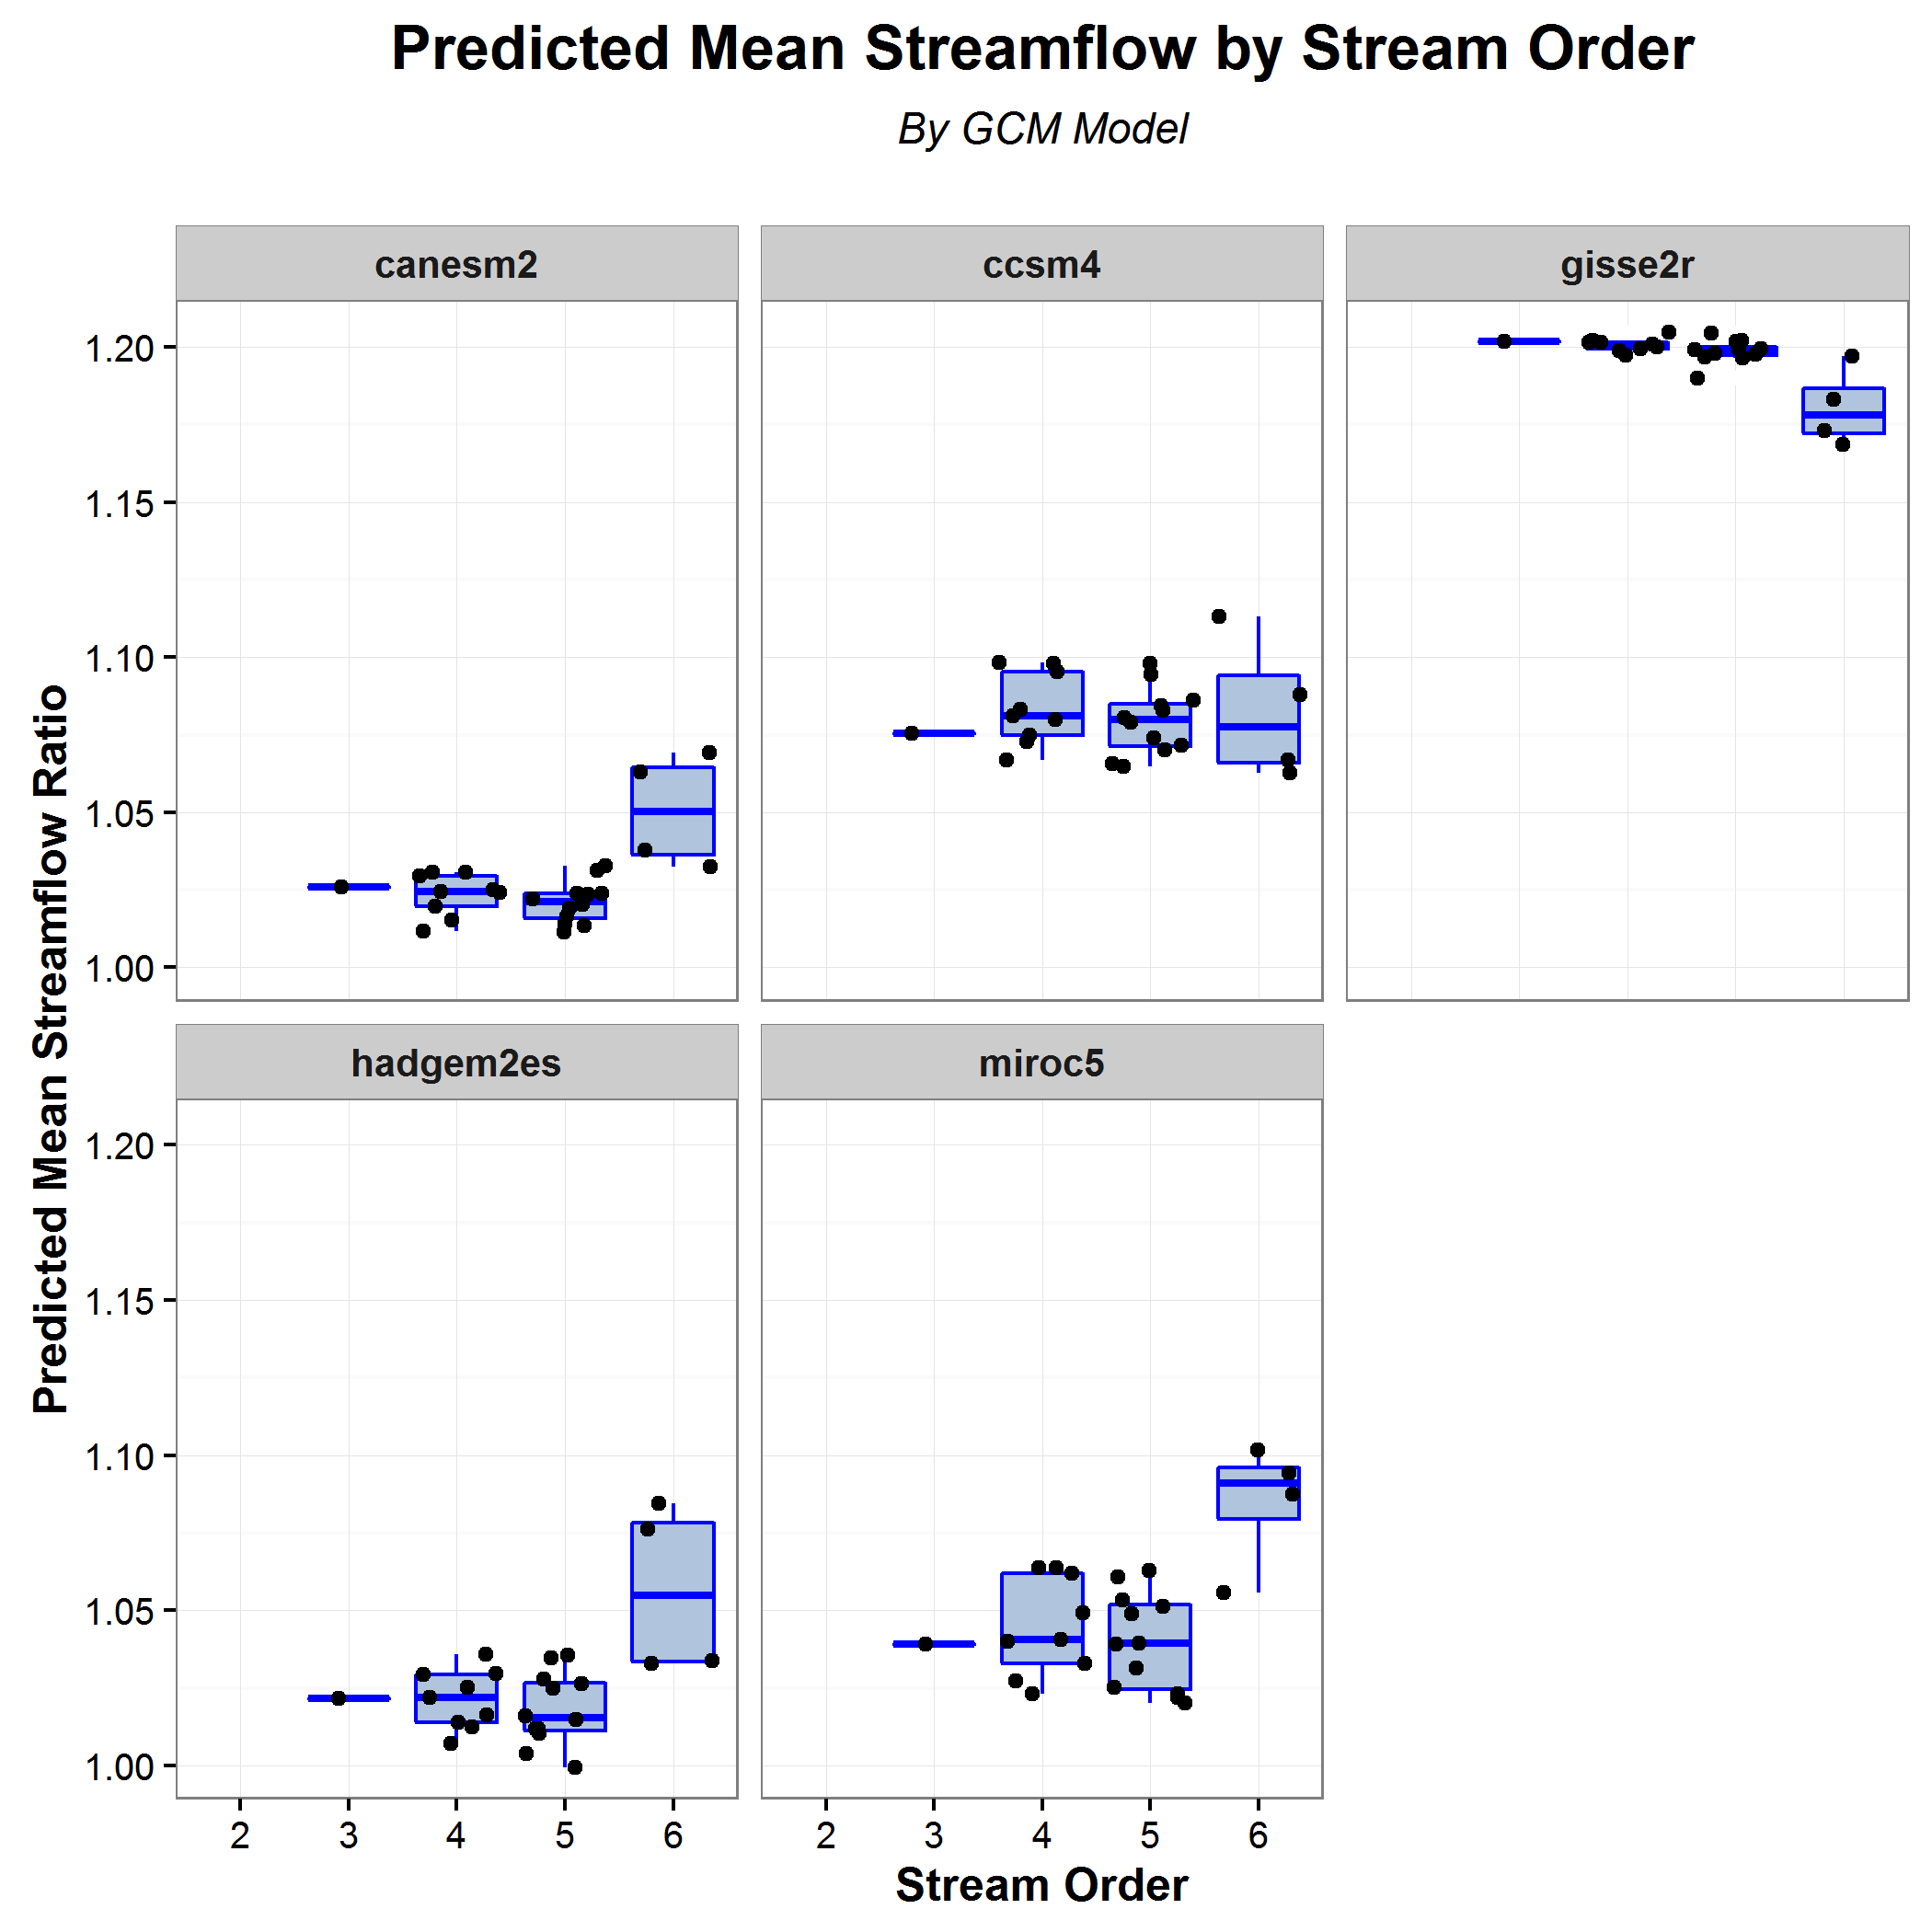 Predicted Mean Streamflow by Stream Order
By GCM Model
canesm2
ccsm4
gisse2r
1.20
1.15
1.10
1.05
1.00
Predicted Mean Streamflow Ratio
hadgem2es
miroc5
1.20
1.15
1.10
1.05
1.00
2 3 4 5 6
2 3 4 5 6
Stream Order